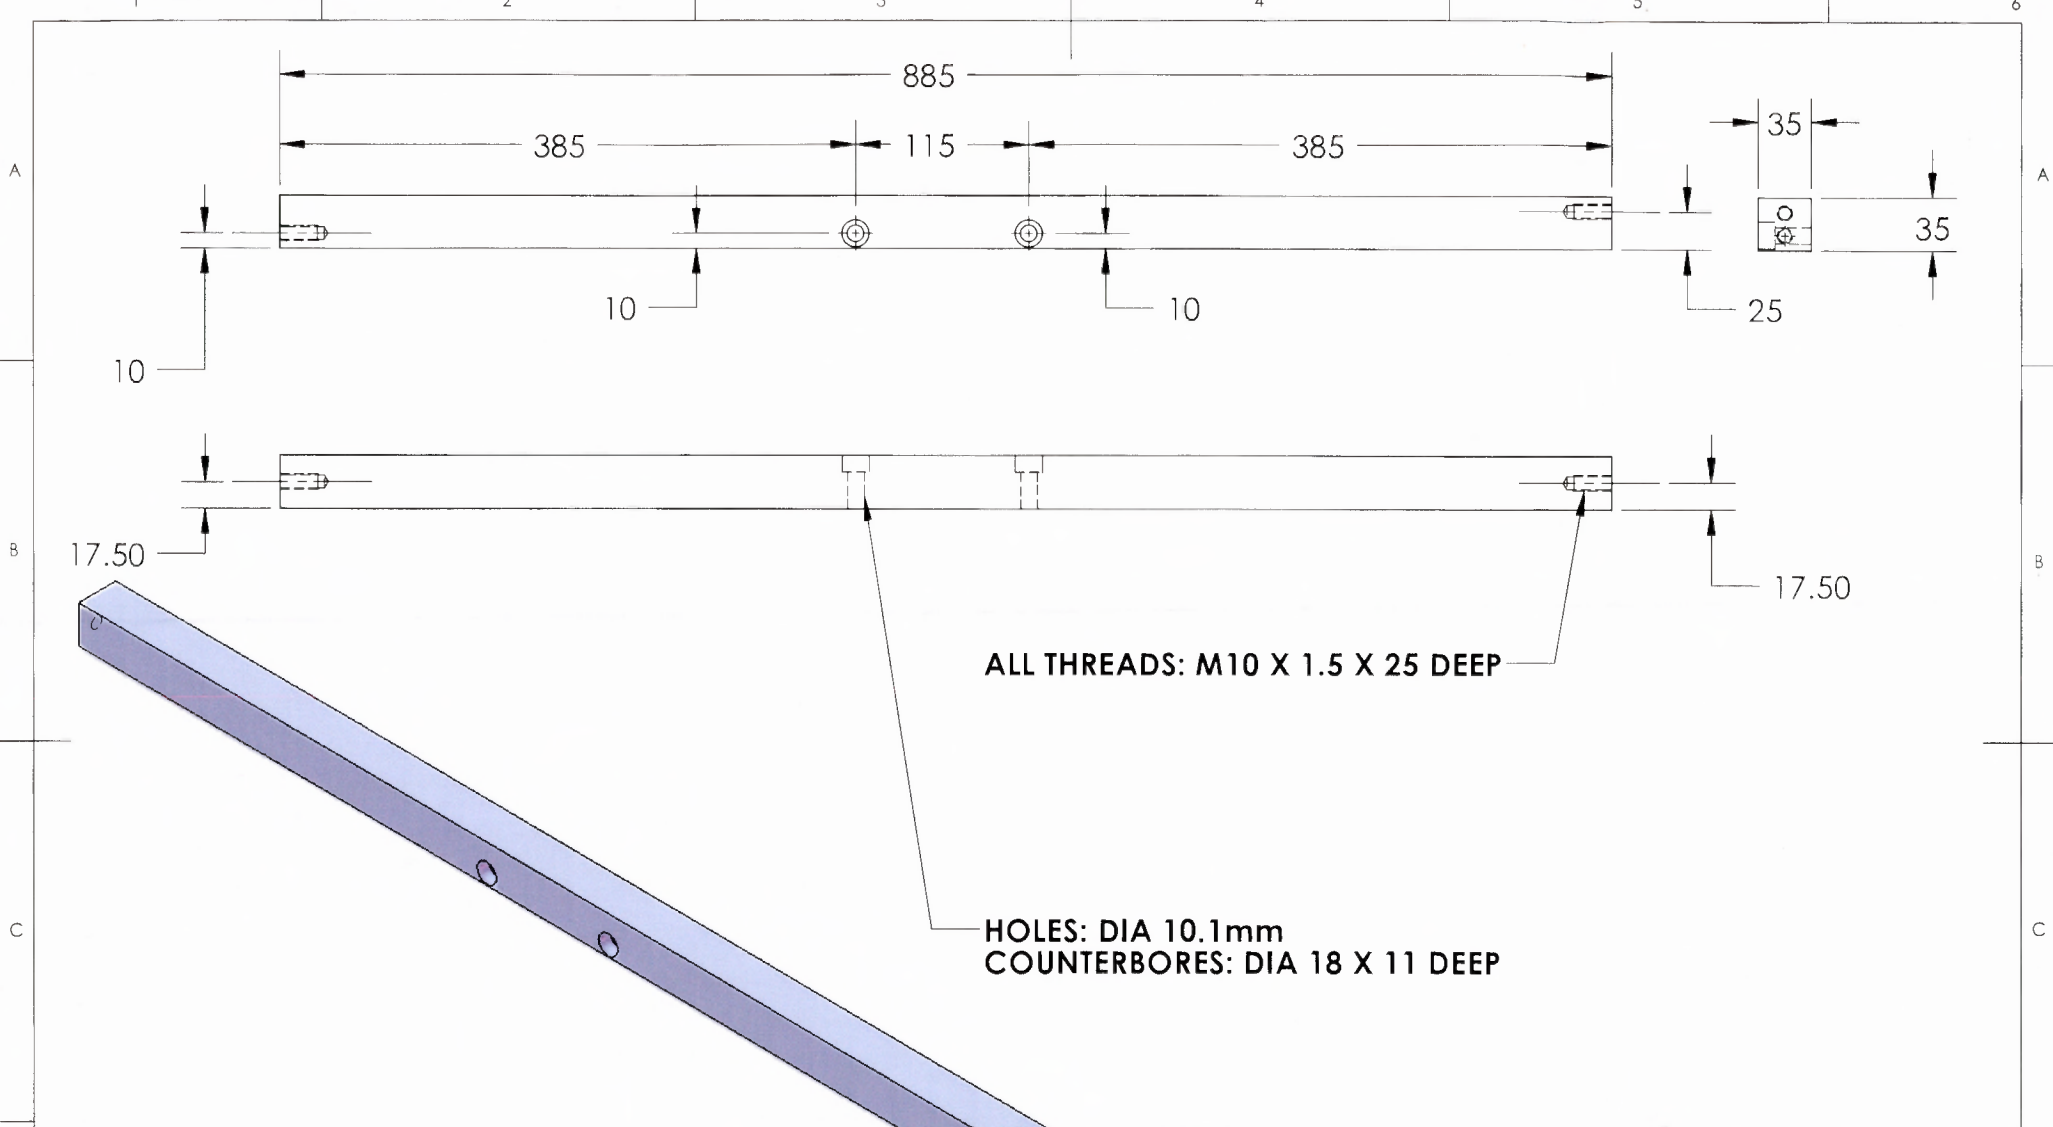 1 2 3 4 5 6
885
385 115 385 35
A A
35
10 10 25
10
B B
17.50
17.50
ALL THREADS: M10 X 1.5 X 25 DEEP
C C
HOLES: DIA 10.1mm
COUNTERBORES: DIA 18 X 11 DEEP